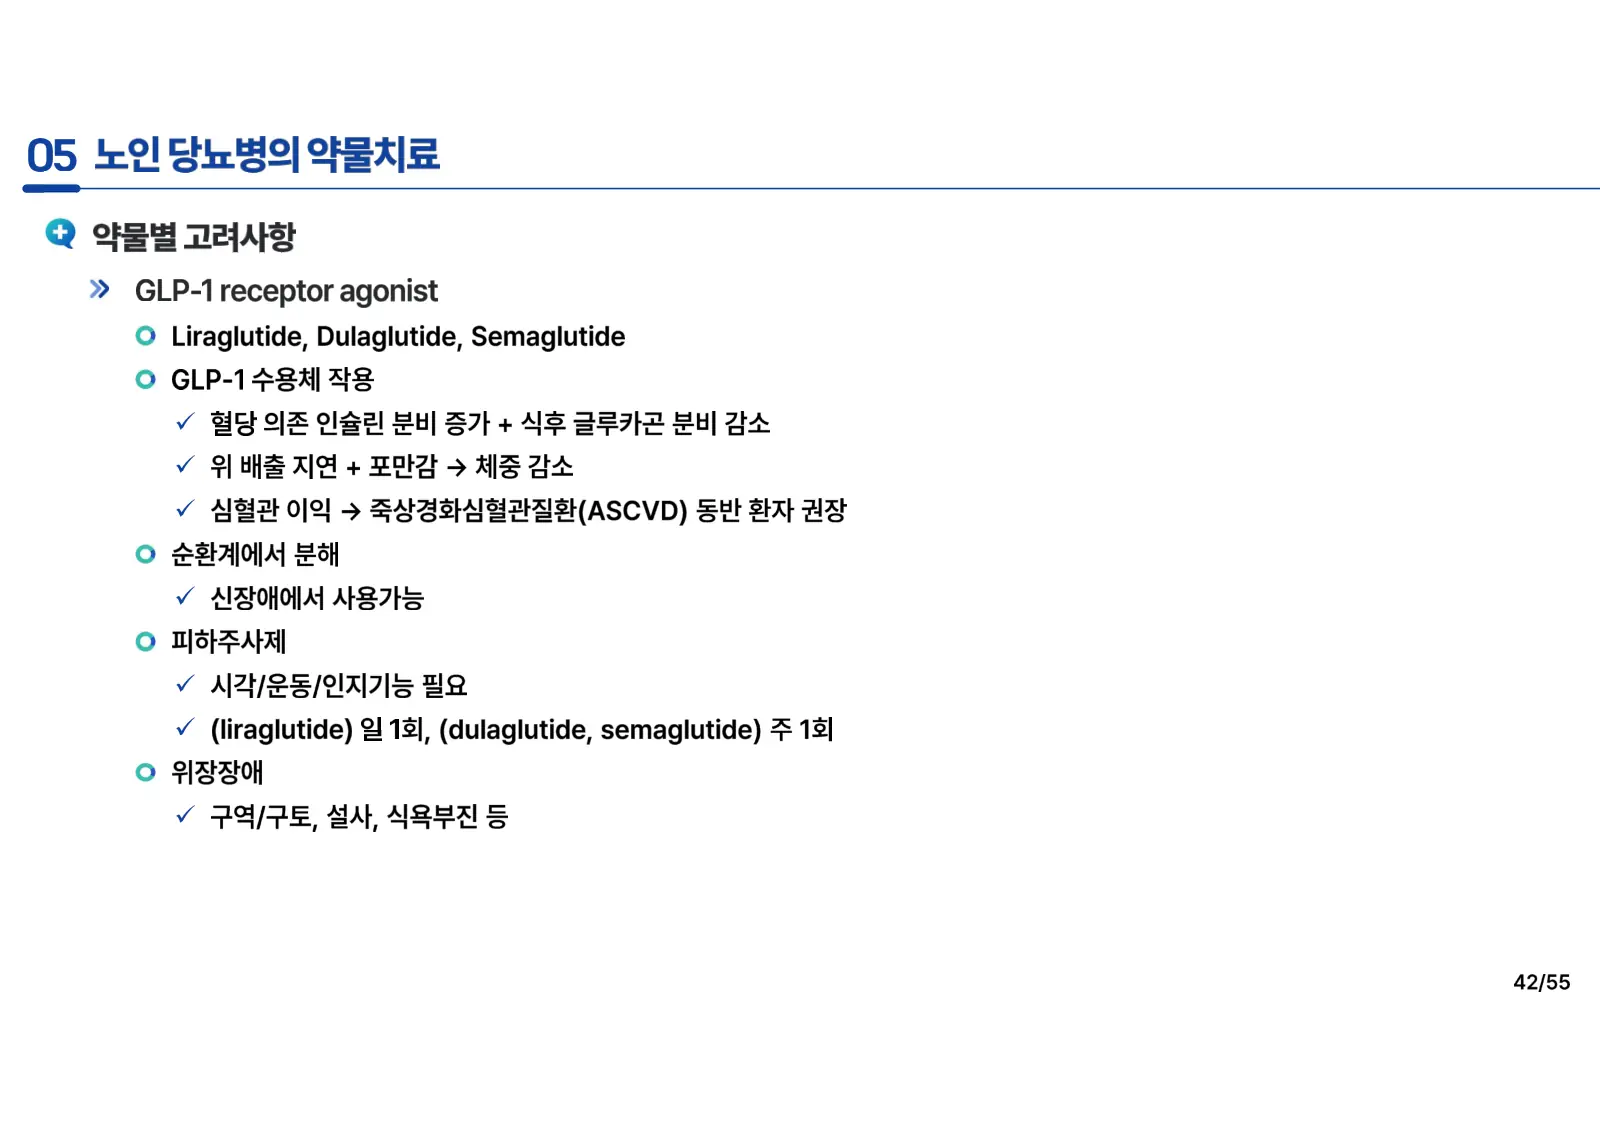 05 노인 당뇨병의 약물치료
약물별 고려사항
GLP-1 receptor agonist
Liraglutide, Dulaglutide, Semaglutide
GLP-1 수용체 작용
혈당 의존 인슐린 분비 증가 + 식후 글루카곤 분비 감소
위 배출 지연 + 포만감 → 체중 감소
심혈관 이익 → 죽상경화심혈관질환(ASCVD) 동반 환자 권장
순환계에서 분해
신장애에서 사용가능
피하주사제
시각/운동/인지기능 필요
(liraglutide) 일 1회, (dulaglutide, semaglutide) 주 1회
위장장애
구역/구토, 설사, 식욕부진 등
42/55